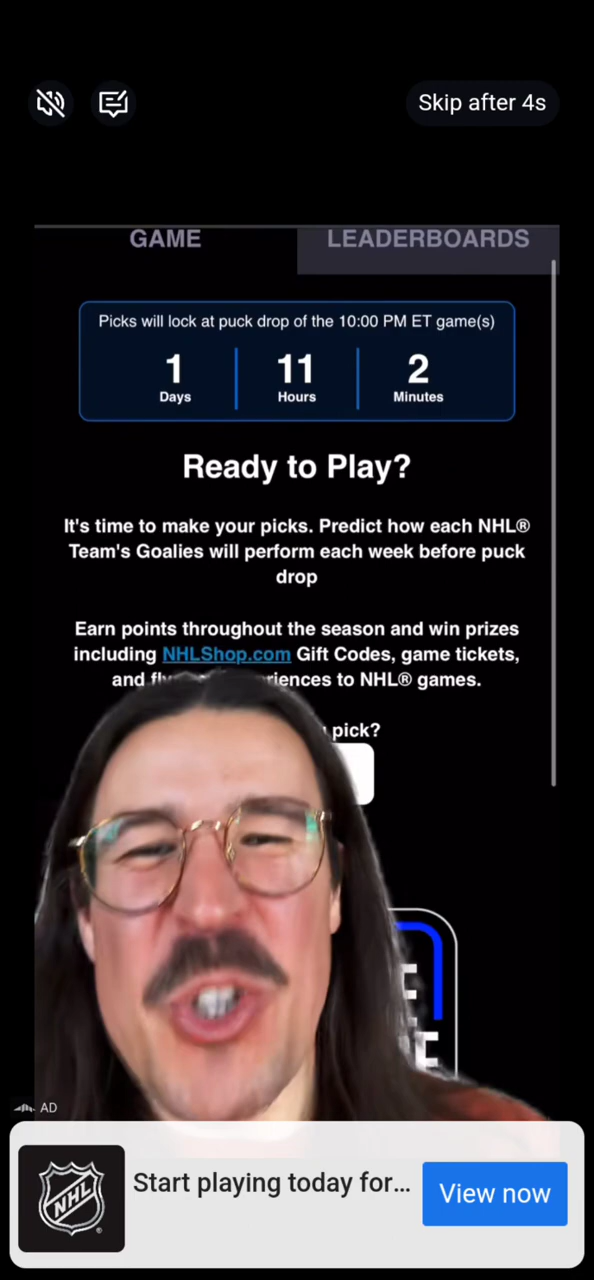 Skip after 4s
GAME
LEADERBOARDS
Picks will lock at puck drop of the 10:00 PM ET game(s)
1
11
2
Days
Hours
Minutes
Ready to Play?
It's time to make your picks. Predict how each NHL®
Team's Goalies will perform each week before puck
drop
Earn points throughout the season and win prizes
including NHLShop.com Gift Codes, game tickets,
and to NHL® games.
pick?
AD
NHL
Start playing today for...
View now